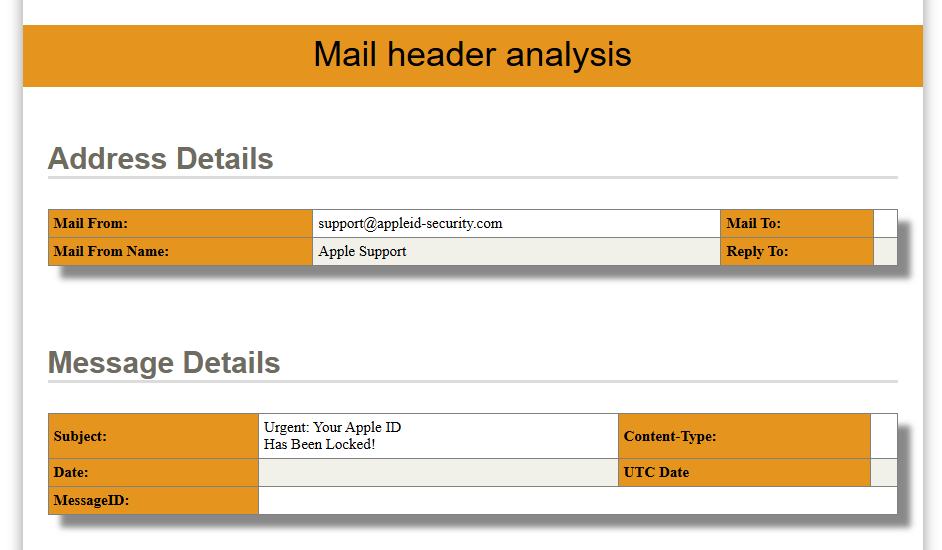 Mail header analysis
Address Details
Mail From: support@appleid-security.com Mail To:
Mail From Name: Apple Support Reply To:
Message Details
Subject: Urgent: Your Apple ID
Has Been Locked! Content-Type:
Date: UTC Date
MessageID: